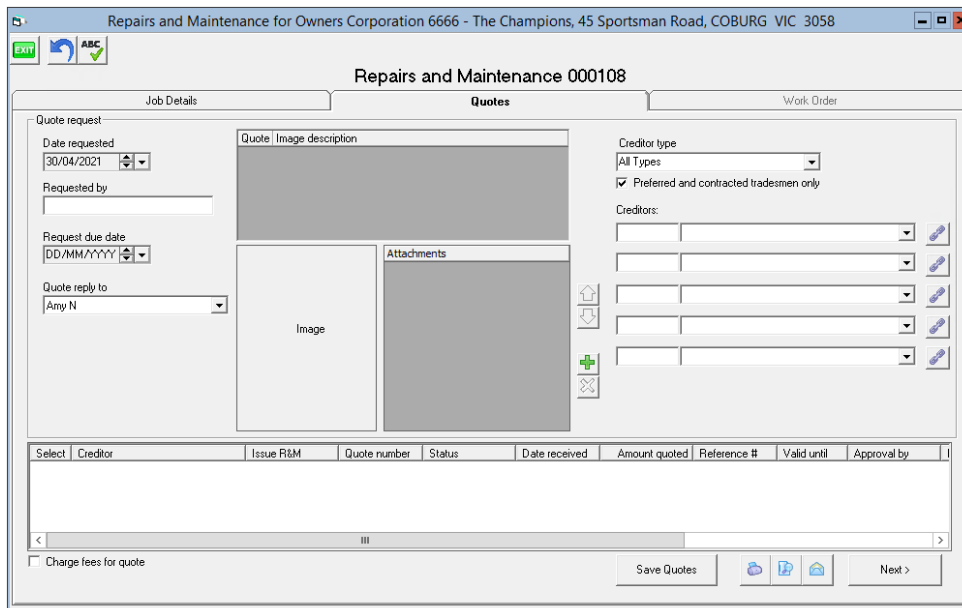 Repairs and Maintenance for Owners Corporation 6666 - The Champions, 45 Sportsman Road, COBURG VIC 3058
EXIT
ABC
Repairs and Maintenance 000108
Job Details
Quotes
Work Order
Quote request
Date requested
30/04/2021
Requested by
Request due date
DD/MM/YYYY
Quote reply to
Amy N
Quote Image description
Image
Attachments
Creditor type
All Types
Preferred and contracted tradesmen only
Creditors:
Select Creditor Issue R&M Quote number Status Date received Amount quoted Reference # Valid until Approval by
Charge fees for quote
Save Quotes
Next >